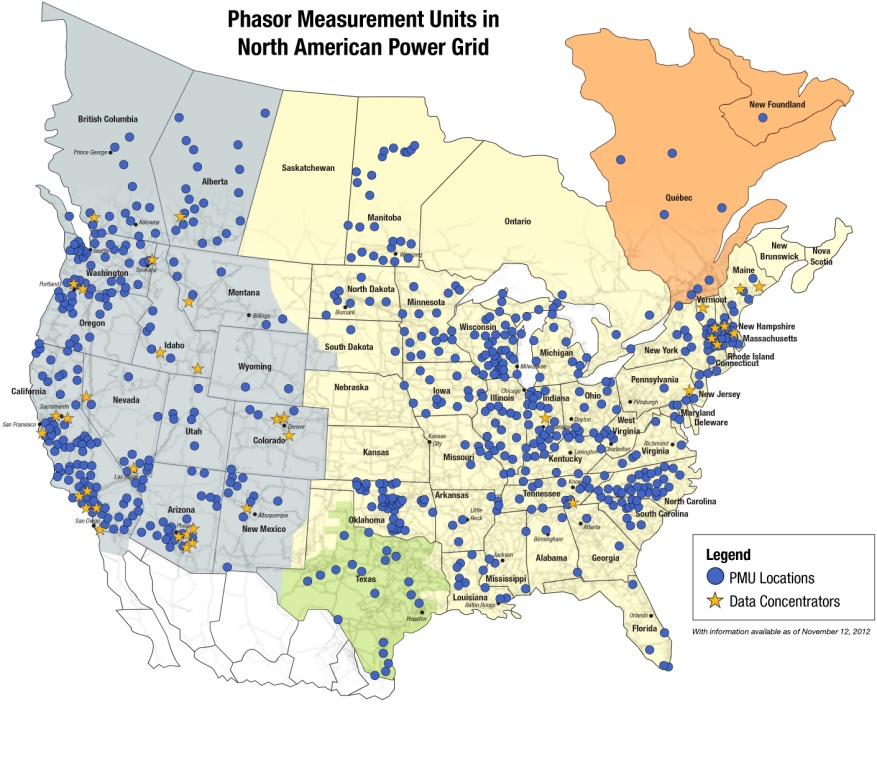 Phasor Measurement Units in
North American Power Grid
New Foundland
British Columbia
Prince George
Saskatchewan
Alberta
Québec
Manitoba
Ontario
Kelowna
New
Brunswick
Nova
Scotia
Seattle
Winnipeg
Spokane
Washington
Maine
Portland
Montana
North Dakota
Minnesota
Vermont
Bismarck
Billings
Oregon
Wisconsin
New Hampshire
Massachusetts
Idaho
South Dakota
Michigan
New York
Rhode Island
Connecticut
Wyoming
Milwaukee
Pennsylvania
California
Nevada
Nebraska
Iowa
Chicago
Illinois
Indiana
Ohio
New Jersey
Sacramento
Pittsburgh
Maryland
Deleware
San Francisco
Utah
Colorado
Denver
Dayton
West
Virginia
Kansas
City
Richmond
Virginia
Kansas
Missouri
Lexington
Charleston
Kentucky
Las Vegas
Arkansas
Tennessee
North Carolina
Arizona
Oklahoma
Little
Rock
South Carolina
Phoenix
Albuquerque
New Mexico
San Diego
Atlanta
Birmingham
Jackson
Alabama
Georgia
Legend
PMU Locations
Data Concentrators
Texas
Mississippi
Louisiana
Baton Rouge
Houston
Orlando
Florida
With information available as of November 12, 2012